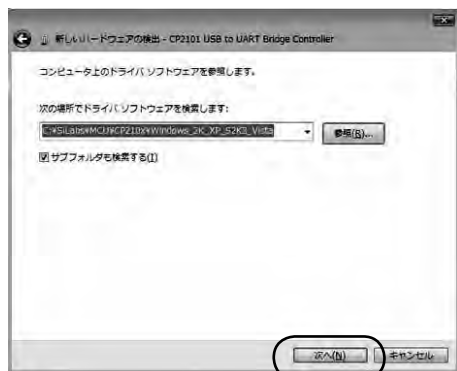 新しいハードウェアの検出 - CP2101 USB to UART Bridge Controller
コンピュータ上のドライバ ソフトウェアを参照します。
次の場所でドライバ ソフトウェアを検索します:
C:¥SiLabs¥MCU¥CP210x¥Windows_2K_XP_S2K3_Vista
参照(R)...
サブフォルダも検索する(I)
次へ(N)
キャンセル